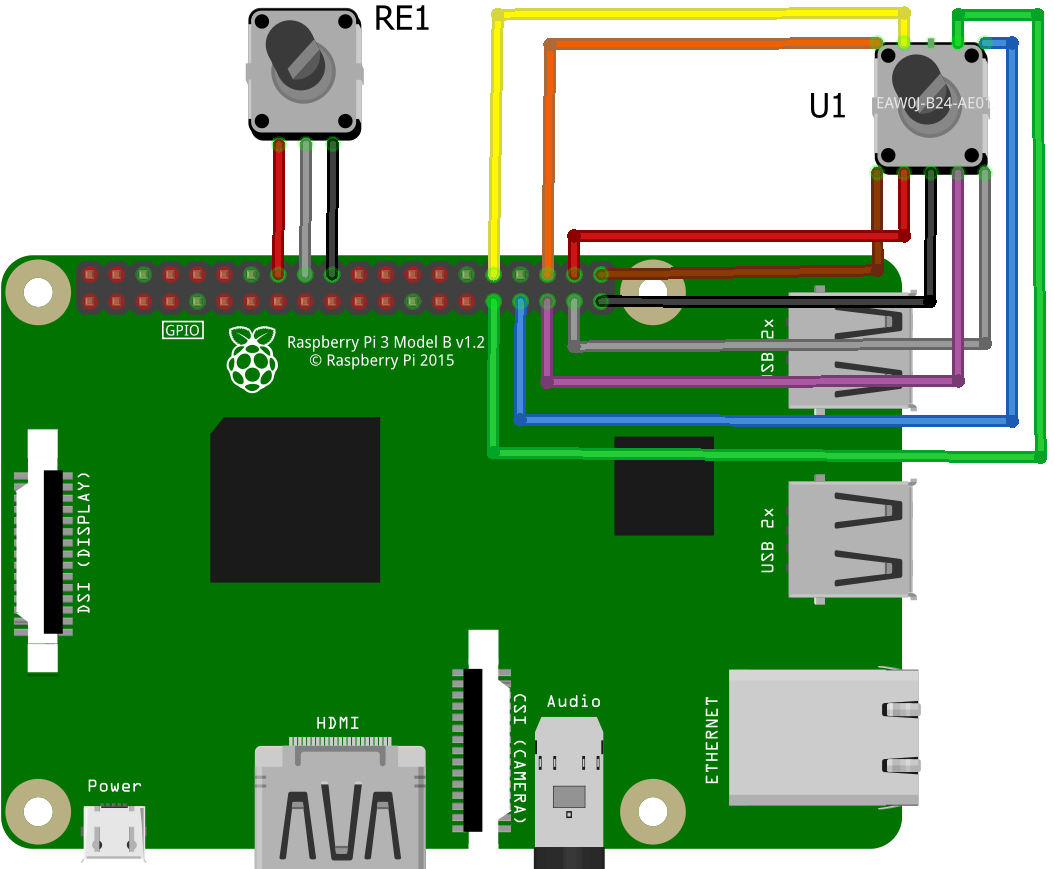 RE1
U1
EAW0J-B24-AE01
GPIO
Raspberry Pi 3 Model B v1.2
© Raspberry Pi 2015
USB 2x
DSI (DISPLAY)
USB 2x
CSI (CAMERA)
Audio
HDMI
ETHERNET
Power